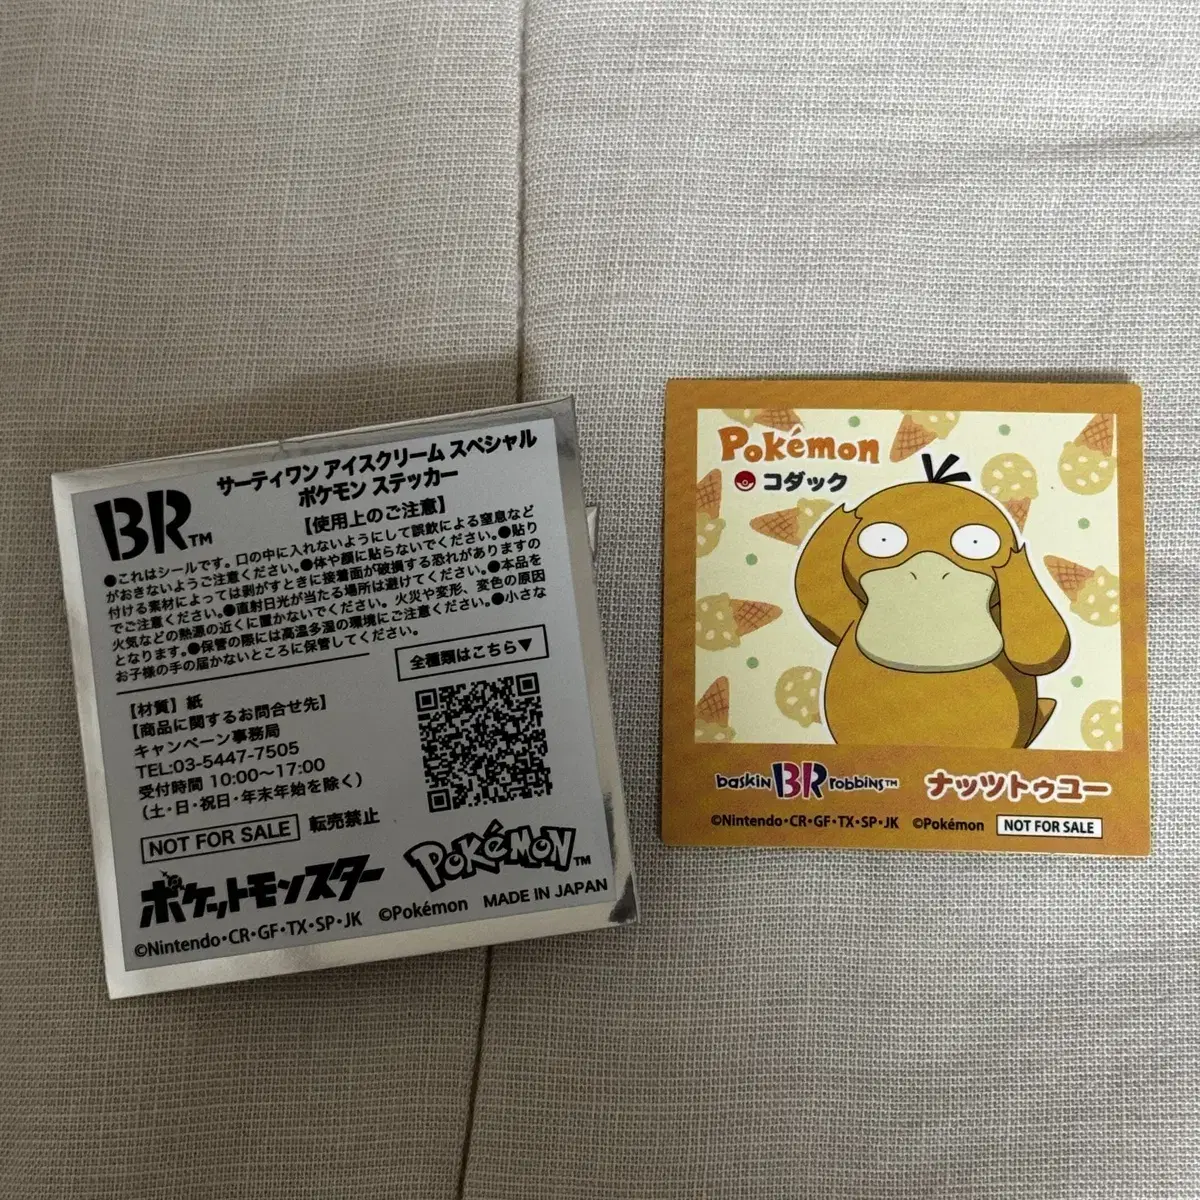 BR™
サーティワン アイスクリーム スペシャル
ポケモン ステッカー
【使用上のご注意】
●これはシールです。口の中に入れないようにして誤飲による窒息など
がおきないようご注意ください。●体や顔に貼らないでください。●貼り
付ける素材によっては剥がすときに接着面が破損する恐れがありますの
でご注意ください。●直射日光が当たる場所は避けてください。●本品を
火気などの熱源の近くに置かないでください。火災や変形、変色の原因
となります。●保管の際には高温多湿の環境にご注意ください。●小さな
お子様の手の届かないところに保管してください。
全種類はこちら▼
【材質】紙
【商品に関するお問合せ先】
キャンペーン事務局
TEL:03-5447-7505
受付時間 10:00〜17:00
(土・日・祝日・年末年始を除く)
NOT FOR SALE 転売禁止
ポケットモンスター POKéMON™
©Nintendo・CR・GF・TX・SP・JK ©Pokémon MADE IN JAPAN
Pokémon
コダック
baskin BR robbins™ ナッツトゥユー
©Nintendo・CR・GF・TX・SP・JK ©Pokémon NOT FOR SALE